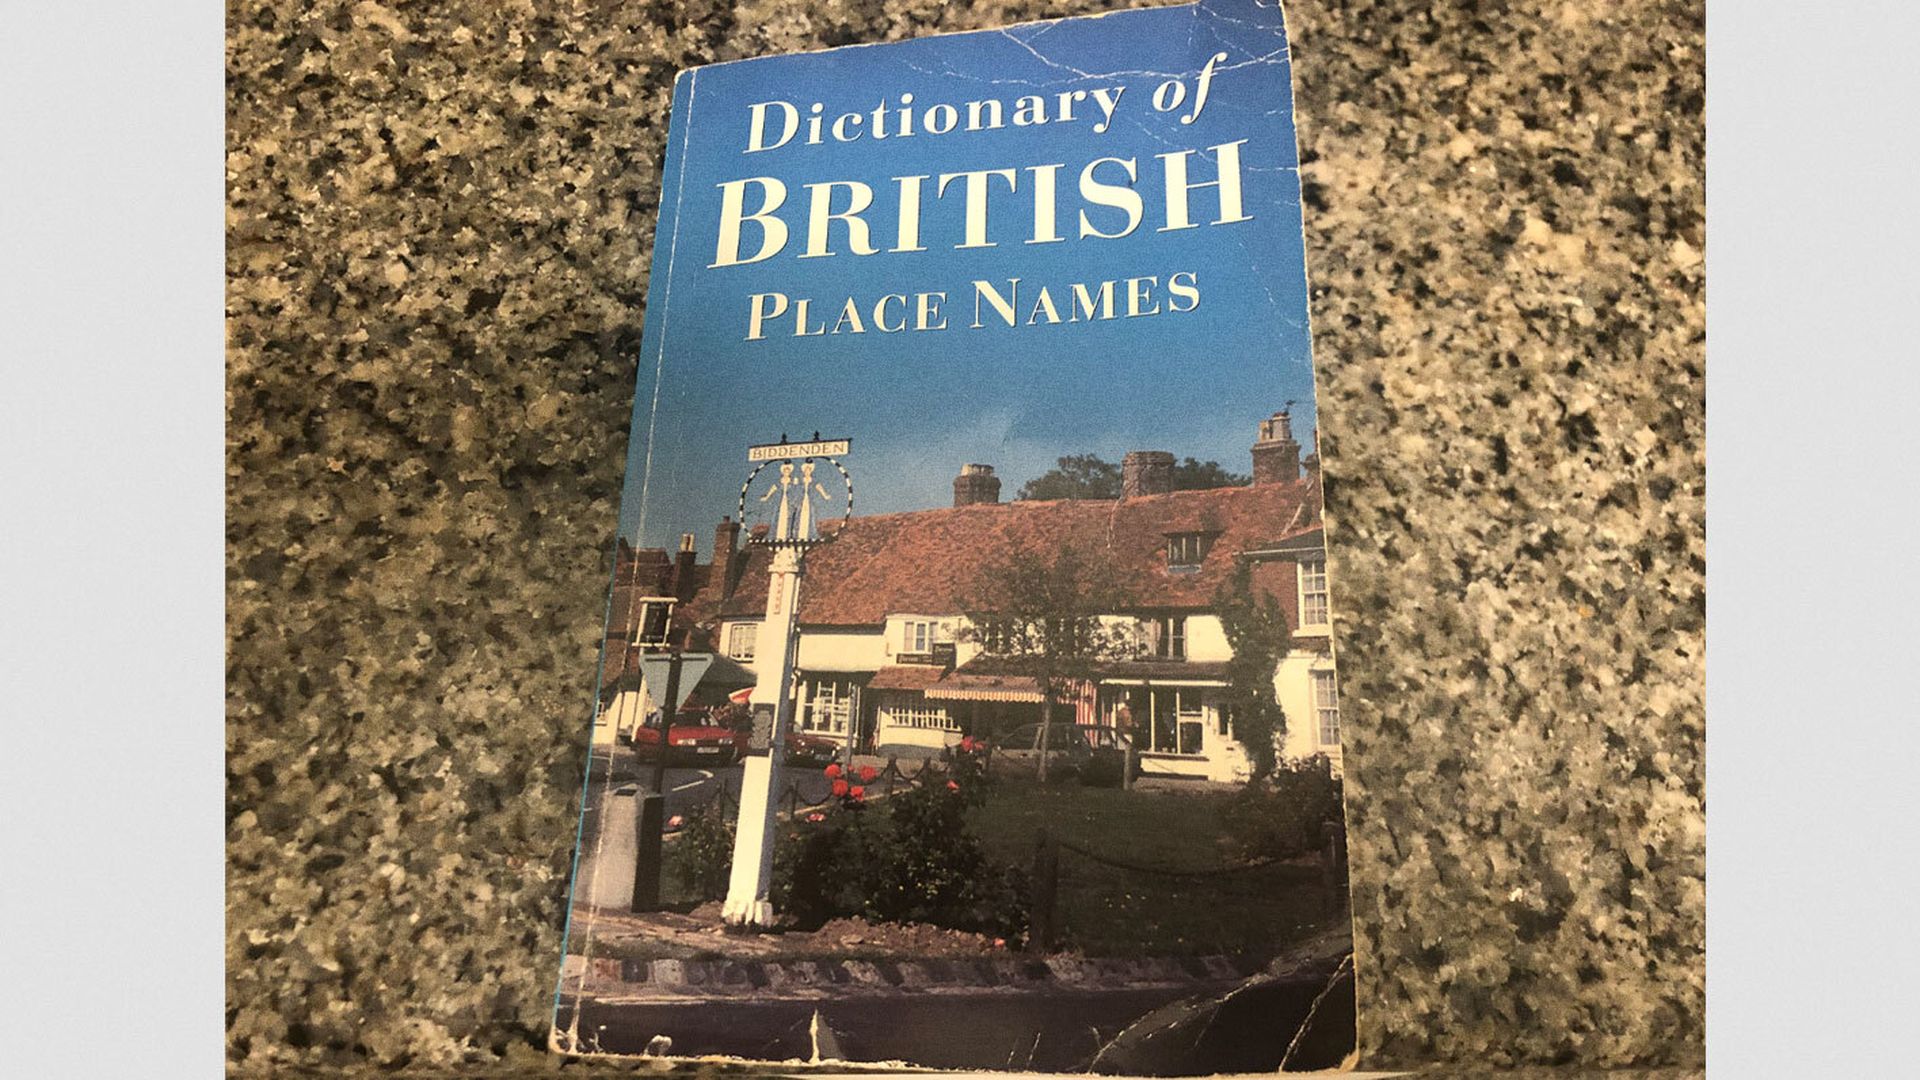 Dictionary of
BRITISH
PLACE NAMES
BIDDENDEN